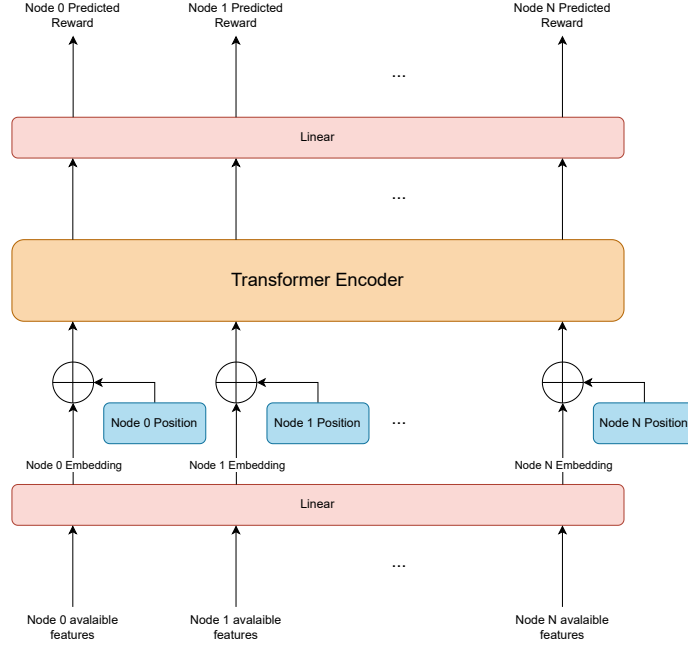 Node 0 Predicted
Reward
Node 1 Predicted
Reward
Node N Predicted
Reward
...
Linear
...
Transformer Encoder
Node 0 Position
Node 1 Position
...
Node N Position
Node 0 Embedding
Node 1 Embedding
Node N Embedding
Linear
...
Node 0 avalaible
features
Node 1 avalaible
features
Node N avalaible
features